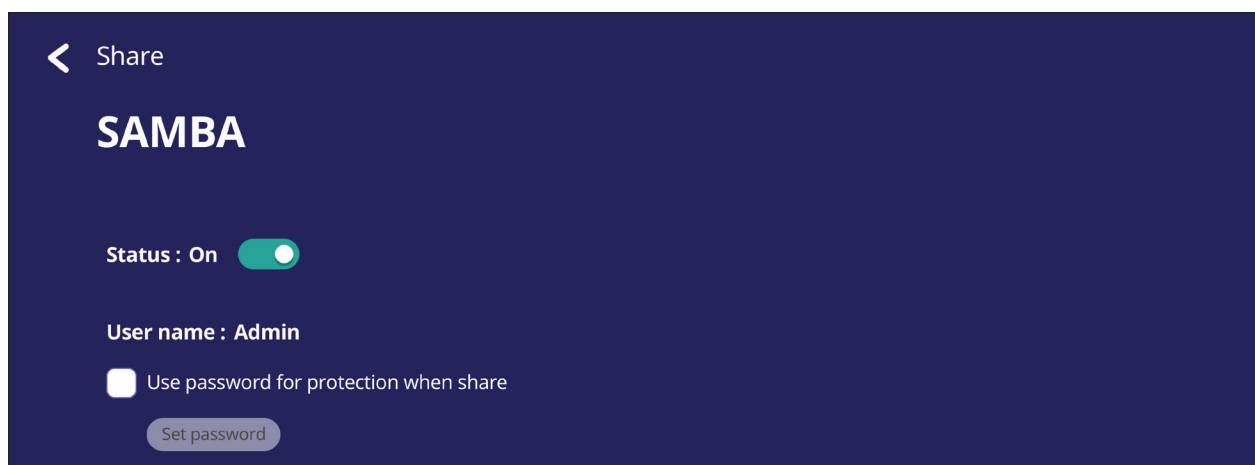 Share
SAMBA
Status : On
User name : Admin
Use password for protection when share
Set password